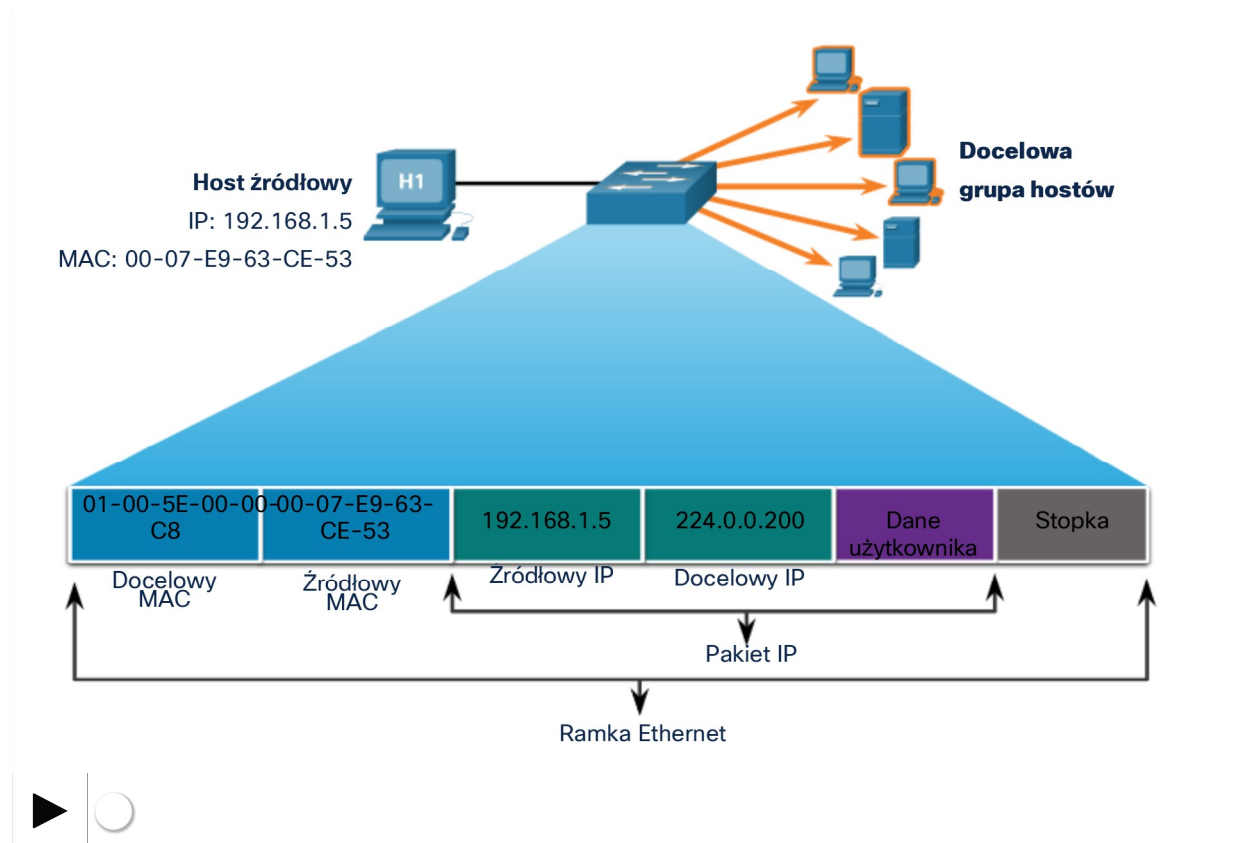 Host źródłowy
IP: 192.168.1.5
MAC: 00-07-E9-63-CE-53
H1
Docelowa
grupa hostów
01-00-5E-00-00-
C8
00-07-E9-63-
CE-53
192.168.1.5
224.0.0.200
Dane
użytkownika
Stopka
Docelowy
MAC
Źródłowy
MAC
Źródłowy IP
Docelowy IP
Pakiet IP
Ramka Ethernet